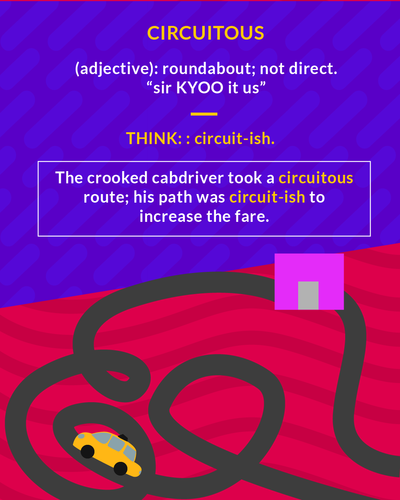 CIRCUITOUS
(adjective): roundabout; not direct.
“sir KYOO it us”
THINK: : circuit-ish.
The crooked cabdriver took a circuitous
route; his path was circuit-ish to
increase the fare.